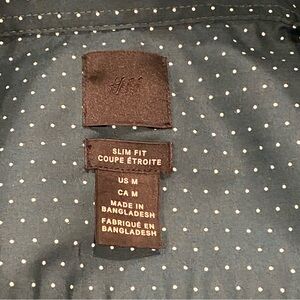 SLIM FIT
COUPE ÉTROITE
US M
CA M
MADE IN
BANGLADESH
FABRIQUÉ EN
BANGLADESH